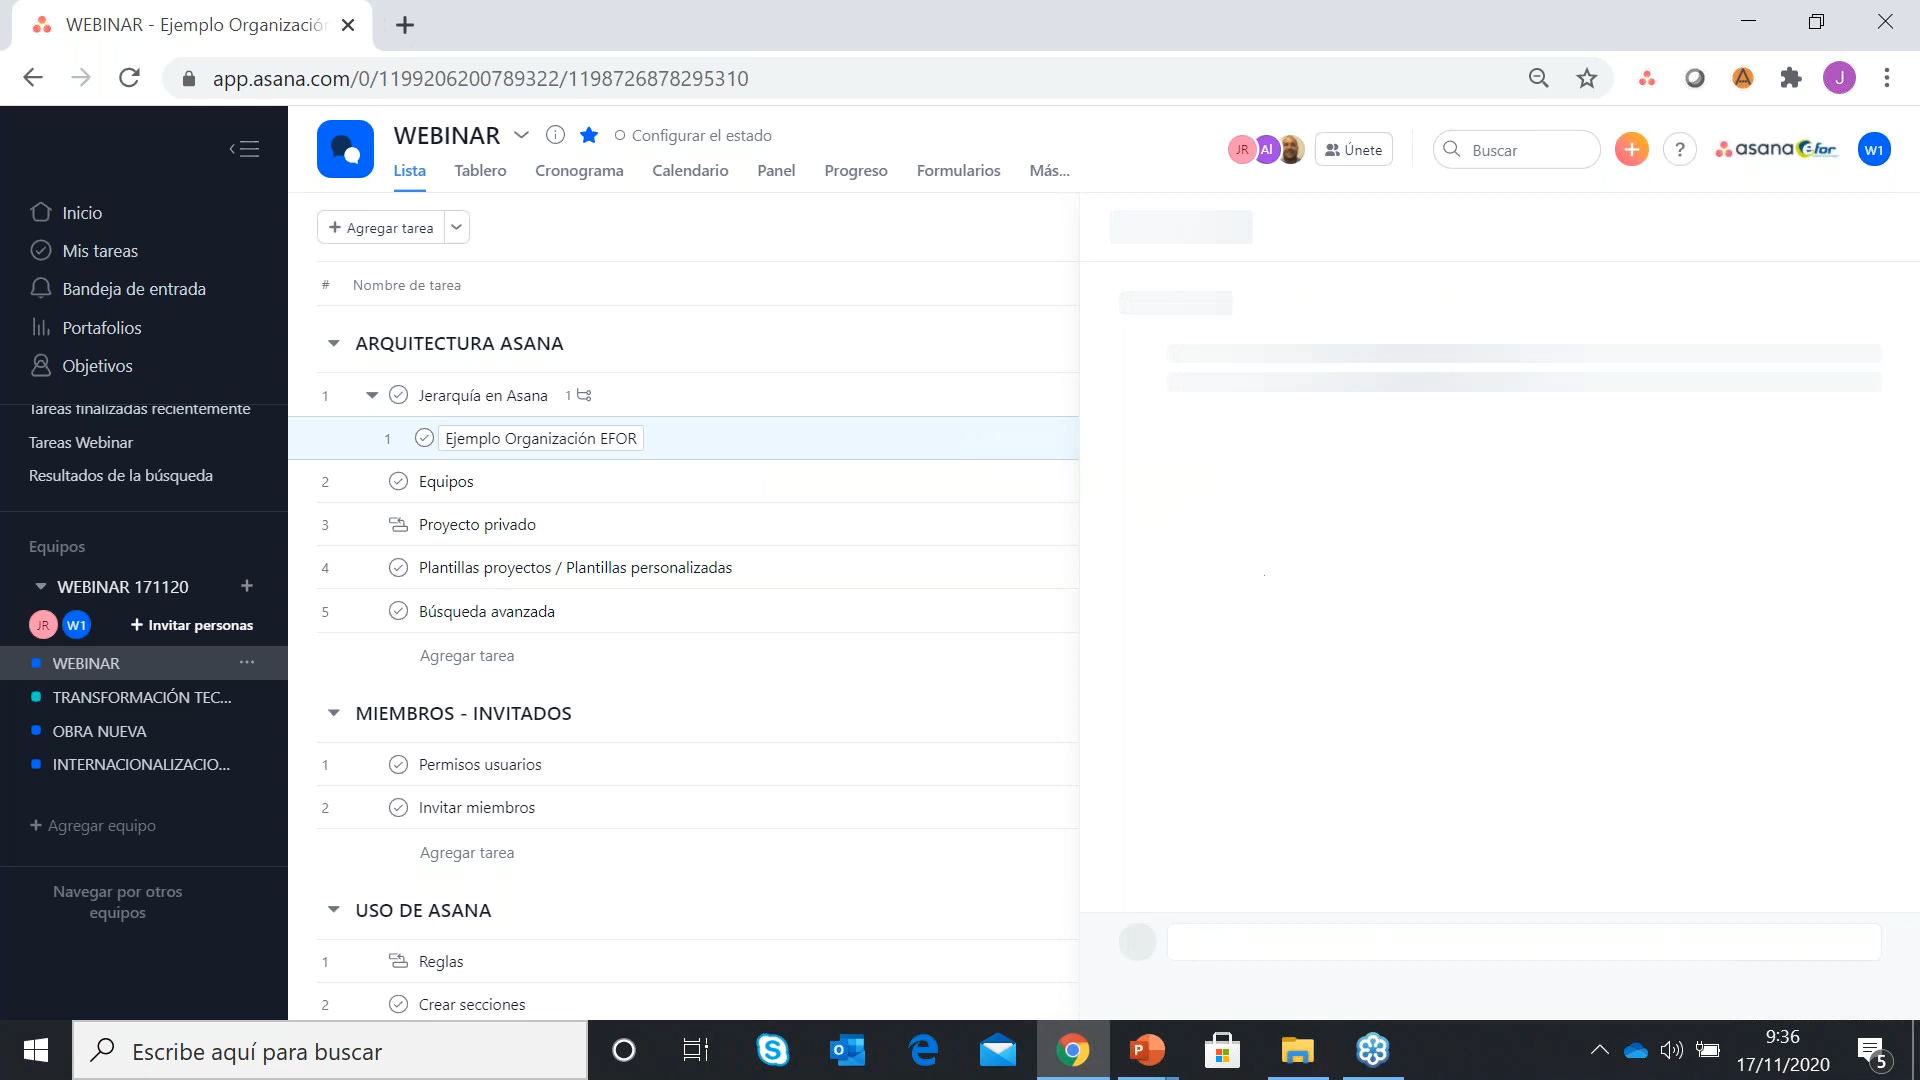 WEBINAR - Ejemplo Organizació
app.asana.com/0/1199206200789322/1198726878295310
J
WEBINAR
Configurar el estado
JR
AI
Únete
Buscar
?
asana efor
W1
Lista
Tablero
Cronograma
Calendario
Panel
Progreso
Formularios
Más...
Inicio
Mis tareas
Bandeja de entrada
Portafolios
Objetivos
Tareas finalizadas recientemente
Tareas Webinar
Resultados de la búsqueda
Equipos
WEBINAR 171120
JR
W1
+ Invitar personas
WEBINAR
TRANSFORMACIÓN TEC...
OBRA NUEVA
INTERNACIONALIZACIO...
+ Agregar equipo
Navegar por otros
equipos
+ Agregar tarea
# Nombre de tarea
ARQUITECTURA ASANA
1 Jerarquía en Asana 1
1 Ejemplo Organización EFOR
2 Equipos
3 Proyecto privado
4 Plantillas proyectos / Plantillas personalizadas
5 Búsqueda avanzada
Agregar tarea
MIEMBROS - INVITADOS
1 Permisos usuarios
2 Invitar miembros
Agregar tarea
USO DE ASANA
1 Reglas
2 Crear secciones
Escribe aquí para buscar
9:36
17/11/2020
5